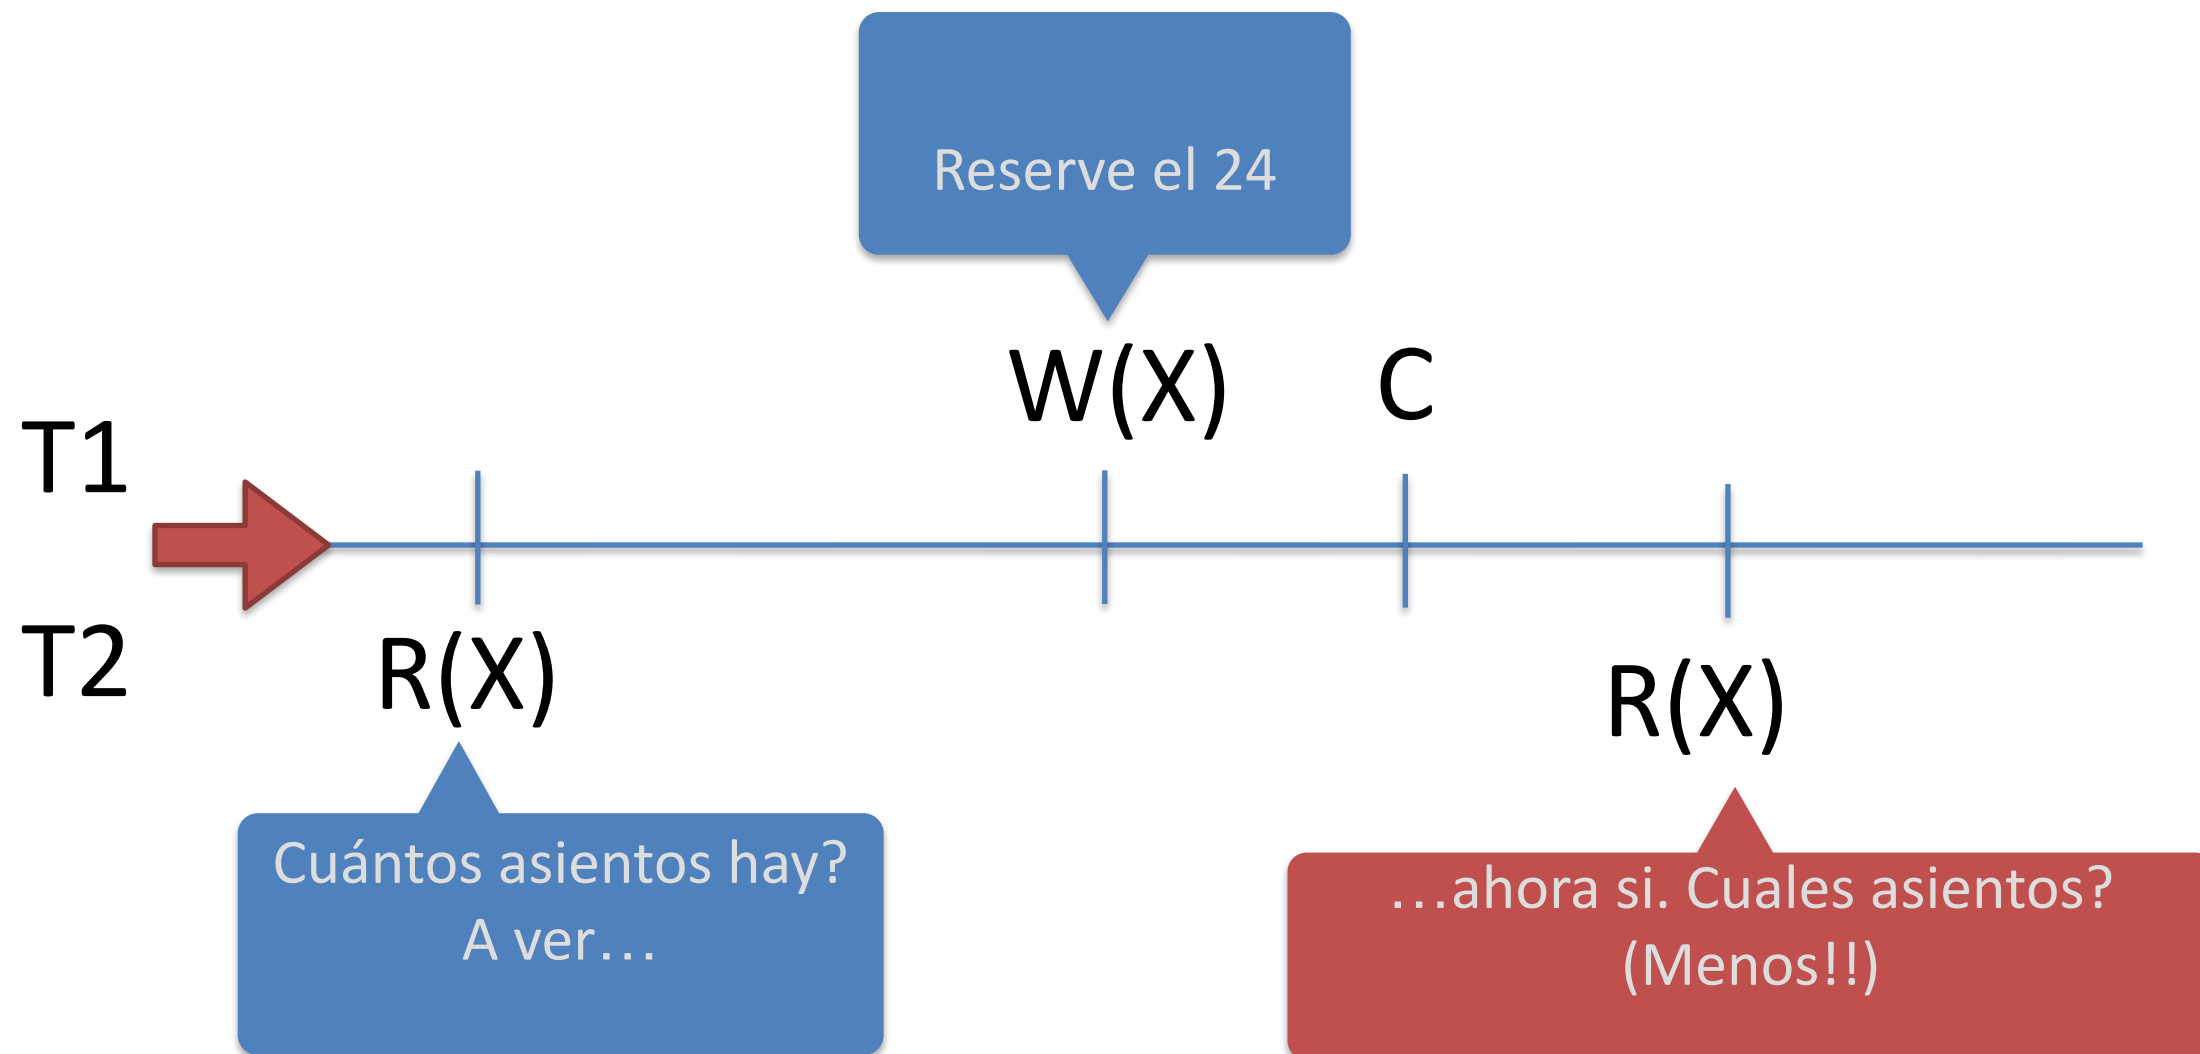 Reserve el 24
W(X)
C
T1
T2
R(X)
R(X)
Cuántos asientos hay?
A ver...
...ahora si. Cuales asientos?
(Menos!!)